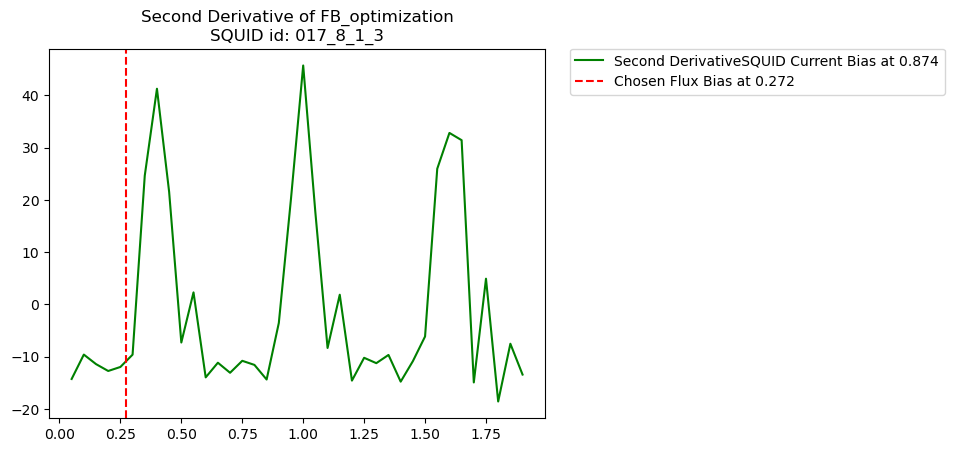 Second Derivative of FB_optimization
SQUID id: 017_8_1_3
Second DerivativeSQUID Current Bias at 0.874
Chosen Flux Bias at 0.272
40
30
20
10
0
−10
−20
0.00 0.25 0.50 0.75 1.00 1.25 1.50 1.75